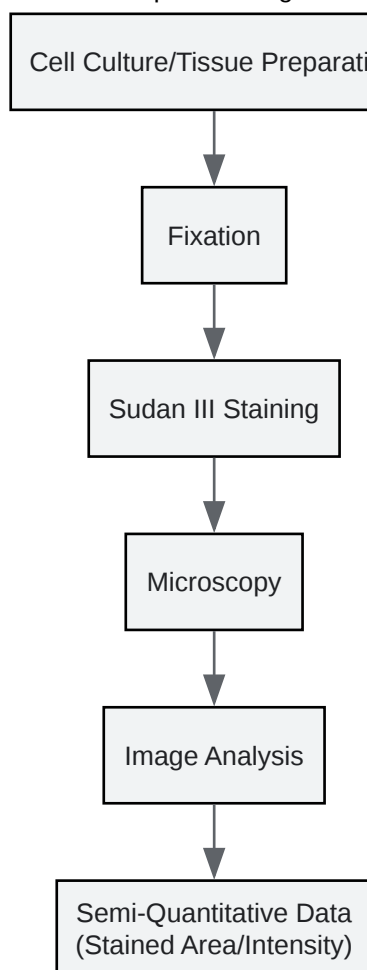 Cell Culture/Tissue Preparati
Fixation
Sudan III Staining
Microscopy
Image Analysis
Semi-Quantitative Data
(Stained Area/Intensity)